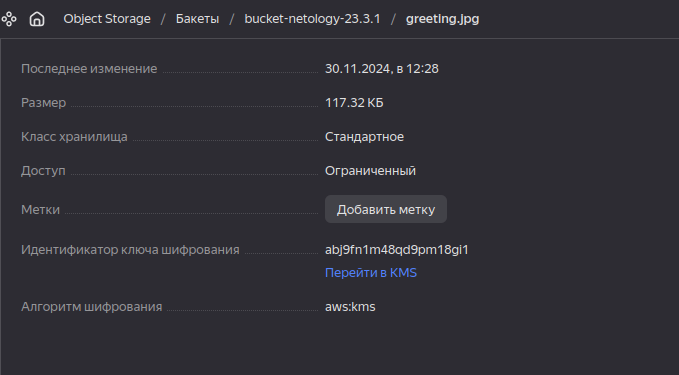 Object Storage / Бакеты / bucket-netology-23.3.1 / greeting.jpg
Последнее изменение 30.11.2024, в 12:28
Размер 117.32 КБ
Класс хранилища Стандартное
Доступ Ограниченный
Метки Добавить метку
Идентификатор ключа шифрования abj9fn1m48qd9pm18gi1
Перейти в KMS
Алгоритм шифрования aws:kms